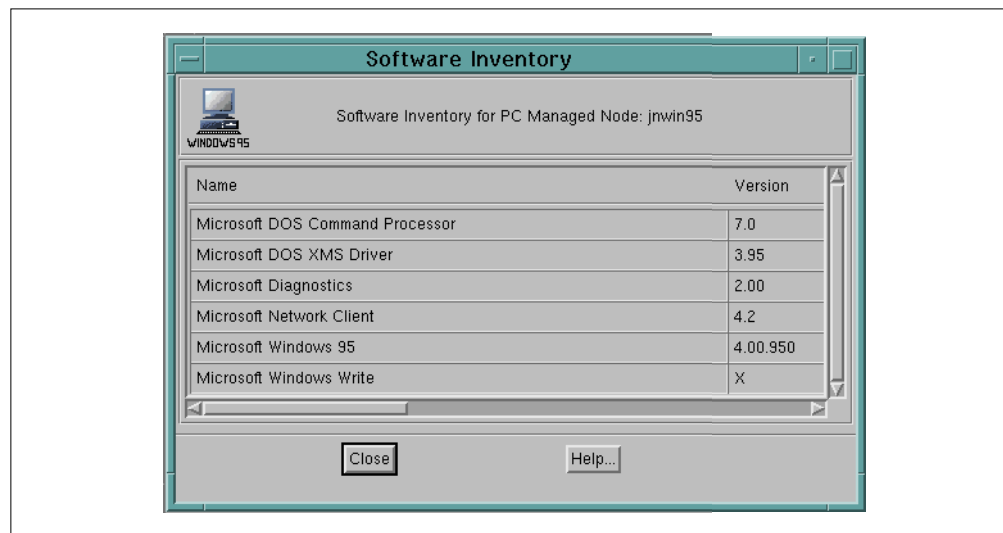 Software Inventory
WINDOWS95
Software Inventory for PC Managed Node: jnwin95
Name Version
Microsoft DOS Command Processor 7.0
Microsoft DOS XMS Driver 3.95
Microsoft Diagnostics 2.00
Microsoft Network Client 4.2
Microsoft Windows 95 4.00.950
Microsoft Windows Write X
Close Help...